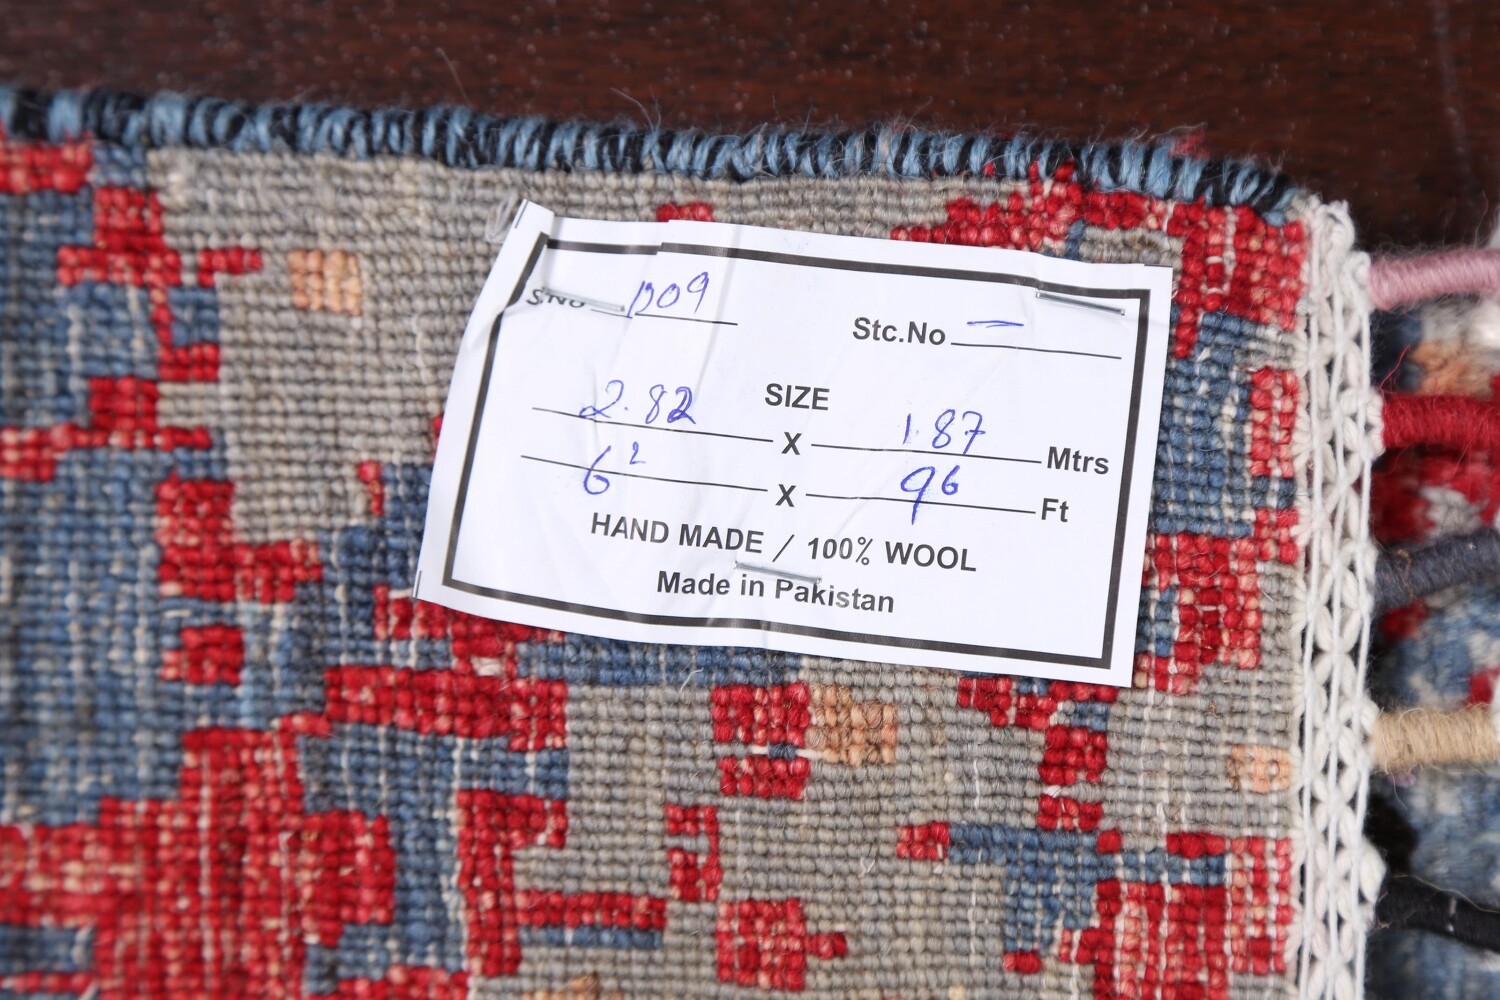 S.No 1309
Stc.No —
SIZE
2.82 X 1.87 Mtrs
6² X 96 Ft
HAND MADE / 100% WOOL
Made in Pakistan